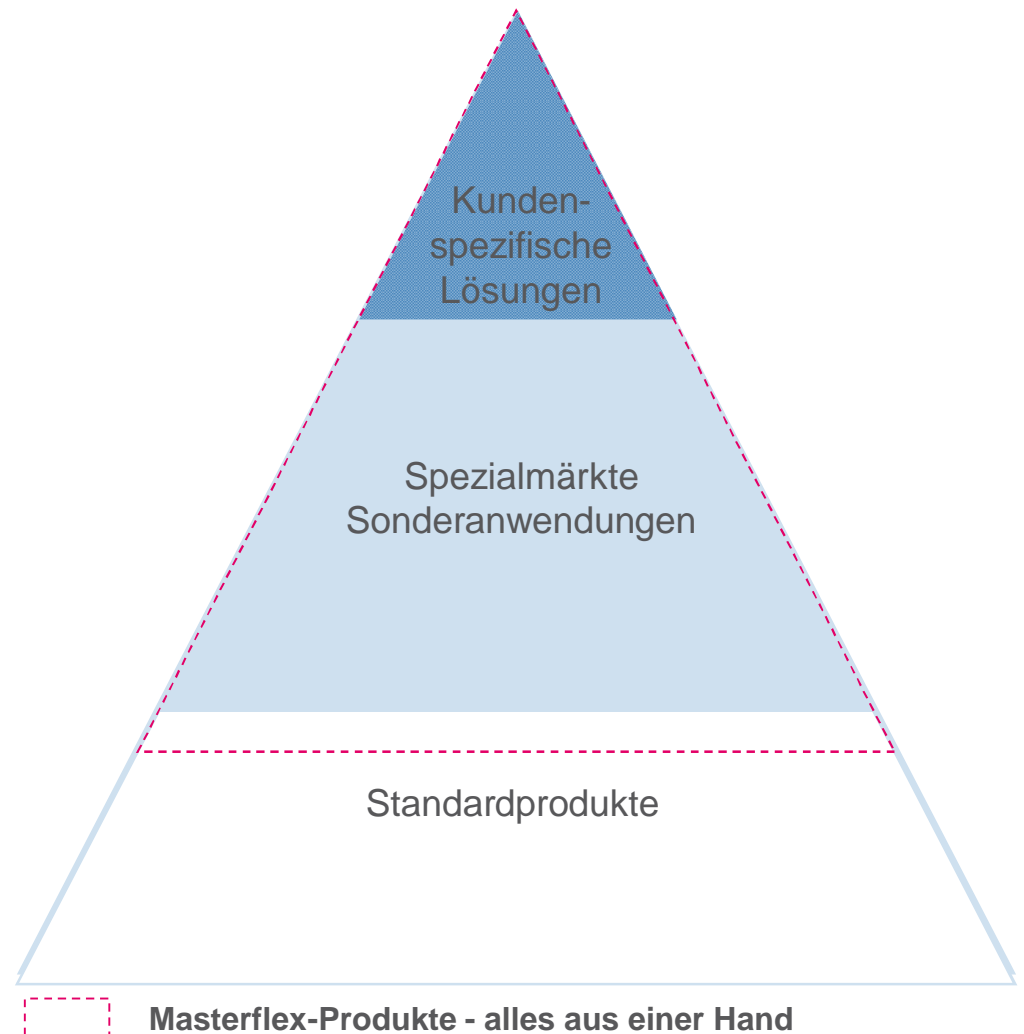 Kunden-
spezifische
Lösungen
Spezialmärkte
Sonderanwendungen
Standardprodukte
Masterflex-Produkte - alles aus einer Hand